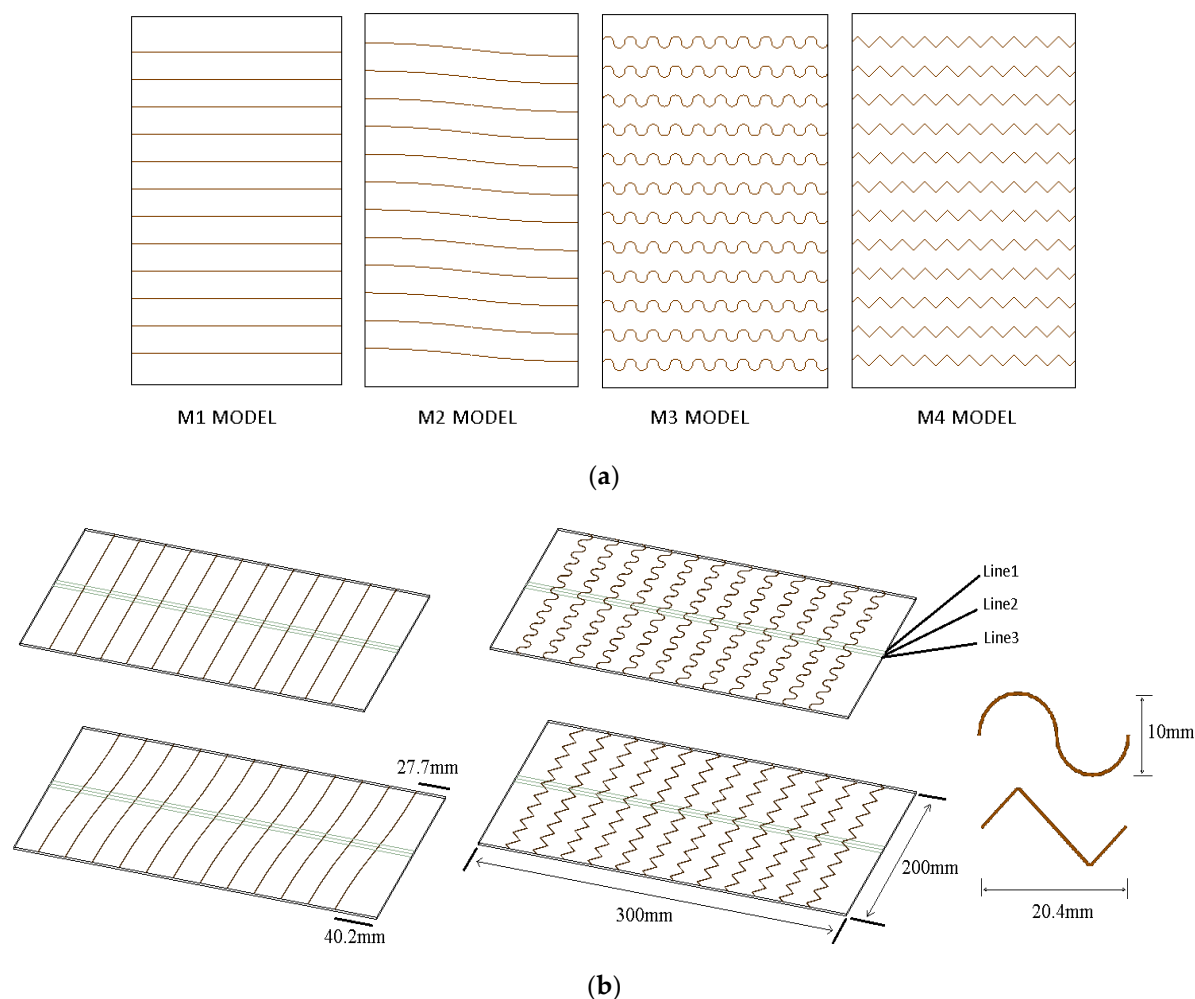 M1 MODEL
M2 MODEL
M3 MODEL
M4 MODEL
(a)
Line1
Line2
Line3
27.7mm
10mm
200mm
300mm
20.4mm
40.2mm
(b)